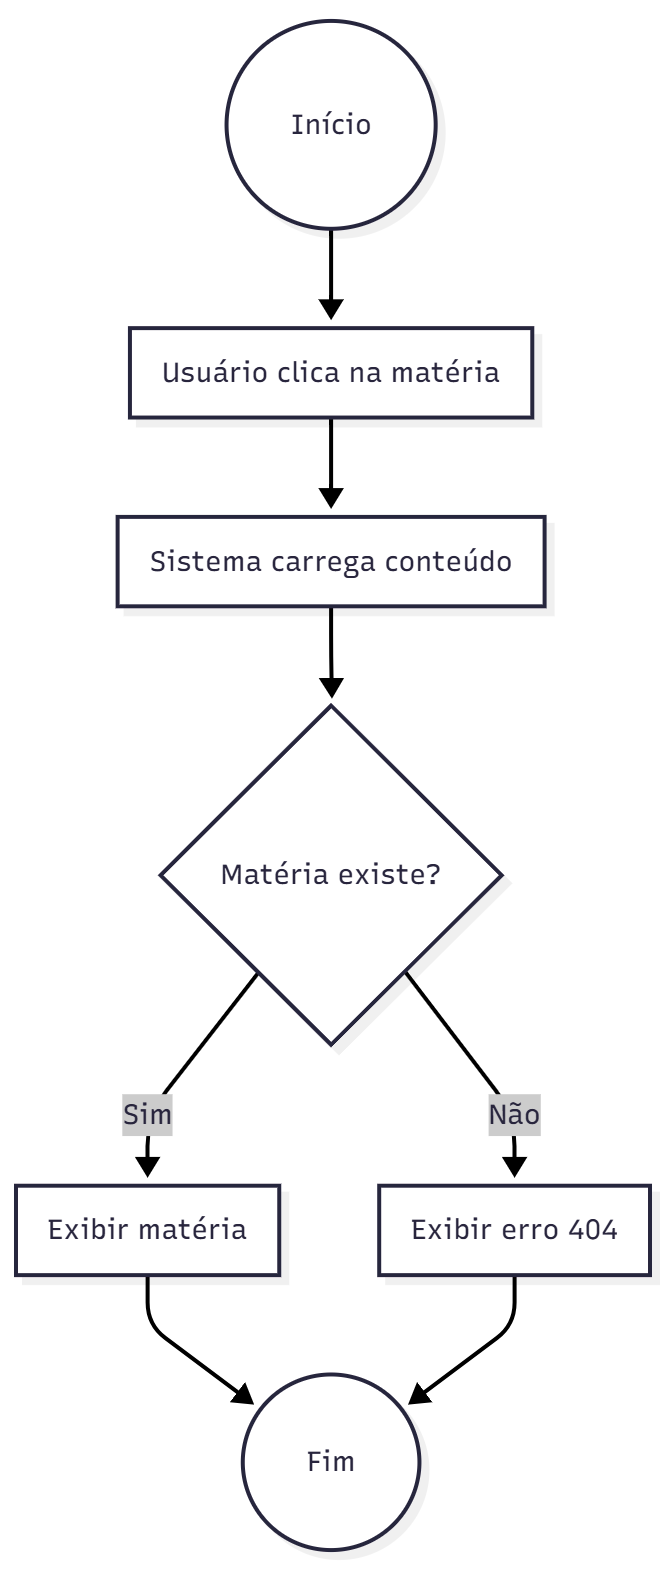 Início
Usuário clica na matéria
Sistema carrega conteúdo
Matéria existe?
Sim
Não
Exibir matéria
Exibir erro 404
Fim